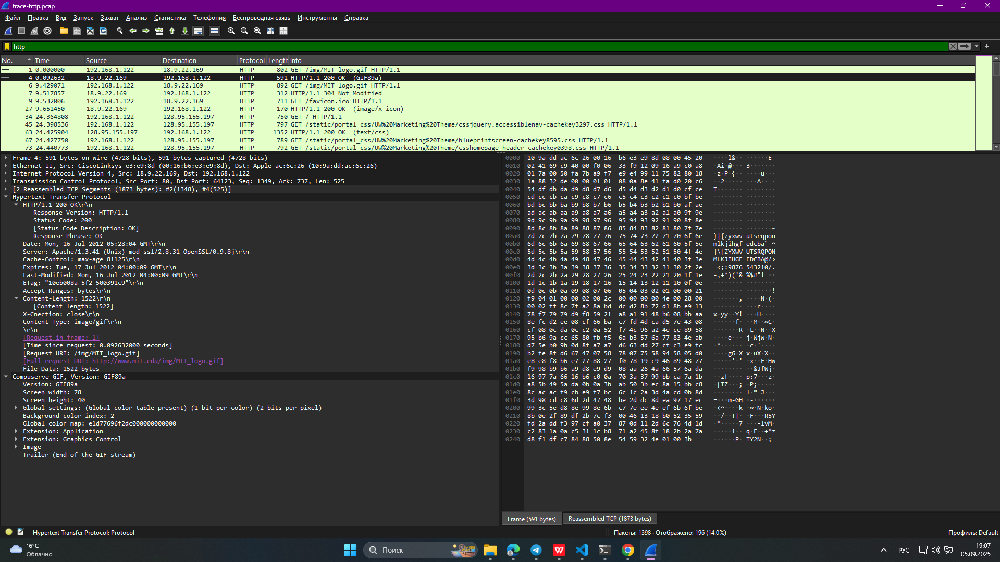 trace-http.pcap
Файл Правка Вид Запуск Захват Анализ Статистика Телефония Беспроводная связь Инструменты Справка
http
No. Time Source Destination Protocol Length Info
1 0.000000 192.168.1.122 18.9.22.169 HTTP 802 GET /img/MIT_logo.gif HTTP/1.1
4 0.092632 18.9.22.169 192.168.1.122 HTTP 591 HTTP/1.1 200 OK (GIF89a)
6 9.429071 192.168.1.122 18.9.22.169 HTTP 892 GET /img/MIT_logo.gif HTTP/1.1
7 9.517857 18.9.22.169 192.168.1.122 HTTP 312 HTTP/1.1 304 Not Modified
9 9.532006 192.168.1.122 18.9.22.169 HTTP 711 GET /favicon.ico HTTP/1.1
27 9.651450 18.9.22.169 192.168.1.122 HTTP 170 HTTP/1.1 200 OK (image/x-icon)
34 24.364808 192.168.1.122 128.95.155.197 HTTP 750 GET / HTTP/1.1
45 24.398536 192.168.1.122 128.95.155.197 HTTP 797 GET /static/portal_css/UW%20Marketing%20Theme/cssjquery.accessiblenav-cachekey3297.css HTTP/1.1
63 24.425904 128.95.155.197 192.168.1.122 HTTP 1352 HTTP/1.1 200 OK (text/css)
67 24.427750 192.168.1.122 128.95.155.197 HTTP 789 GET /static/portal_css/UW%20Marketing%20Theme/blueprintscreen-cachekey8595.css HTTP/1.1
73 24.440773 192.168.1.122 128.95.155.197 HTTP 792 GET /static/portal_css/UW%20Marketing%20Theme/csshomepage_header-cachekey0398.css HTTP/1.1
Frame 4: 591 bytes on wire (4728 bits), 591 bytes captured (4728 bits)
Ethernet II, Src: CiscoLinksys_e3:e9:8d (00:16:b6:e3:e9:8d), Dst: Apple_ac:6c:26 (10:9a:dd:ac:6c:26)
Internet Protocol Version 4, Src: 18.9.22.169, Dst: 192.168.1.122
Transmission Control Protocol, Src Port: 80, Dst Port: 64123, Seq: 1349, Ack: 737, Len: 525
[2 Reassembled TCP Segments (1873 bytes): #2(1348), #4(525)]
Hypertext Transfer Protocol
HTTP/1.1 200 OK\r\n
Response Version: HTTP/1.1
Status Code: 200
[Status Code Description: OK]
Response Phrase: OK
Date: Mon, 16 Jul 2012 05:28:04 GMT\r\n
Server: Apache/1.3.41 (Unix) mod_ssl/2.8.31 OpenSSL/0.9.8j\r\n
Cache-Control: max-age=81125\r\n
Expires: Tue, 17 Jul 2012 04:00:09 GMT\r\n
Last-Modified: Mon, 16 Jul 2012 04:00:09 GMT\r\n
ETag: "10eb008a-5f2-500391c9"\r\n
Accept-Ranges: bytes\r\n
Content-Length: 1522\r\n
[Content length: 1522]
X-Cnection: close\r\n
Content-Type: image/gif\r\n
\r\n
[Request in frame: 1]
[Time since request: 0.092632000 seconds]
[Request URI: /img/MIT_logo.gif]
[Full request URI: http://www.mit.edu/img/MIT_logo.gif]
File Data: 1522 bytes
Compuserve GIF, Version: GIF89a
Version: GIF89a
Screen width: 78
Screen height: 40
Global settings: (Global color table present) (1 bit per color) (2 bits per pixel)
Background color index: 2
Global color map: e1d77696f2dc000000000000
Extension: Application
Extension: Graphics Control
Image
Trailer (End of the GIF stream)
0000 10 9a dd ac 6c 26 00 16 b6 e3 e9 8d 08 00 45 20
0010 02 41 69 c9 40 00 f0 06 33 f9 12 09 16 a9 c0 a8
0020 01 7a 00 50 fa 7b a9 f7 e9 e4 99 11 75 82 80 18
0030 1a 88 32 de 00 00 01 01 08 0a 8e 41 fa d0 20 c6
0040 54 df db da d9 d8 d7 d6 d5 d4 d3 d2 d1 d0 cf ce
0050 cd cc cb ca c9 c8 c7 c6 c5 c4 c3 c2 c1 c0 bf be
0060 bd bc bb ba b9 b8 b7 b6 b5 b4 b3 b2 b1 b0 af ae
0070 ad ac ab aa a9 a8 a7 a6 a5 a4 a3 a2 a1 a0 9f 9e
0080 9d 9c 9b 9a 99 98 97 96 95 94 93 92 91 90 8f 8e
0090 8d 8c 8b 8a 89 88 87 86 85 84 83 82 81 80 7f 7e
00a0 7d 7c 7b 7a 79 78 77 76 75 74 73 72 71 70 6f 6e }|{zyxwv utsrqpon
00b0 6d 6c 6b 6a 69 68 67 66 65 64 63 62 61 60 5f 5e mlkjihgf edcba`_^
00c0 5d 5c 5b 5a 59 58 57 56 55 54 53 52 51 50 4f 4e ]\[ZYXWV UTSRQPON
00d0 4d 4c 4b 4a 49 48 47 46 45 44 43 42 41 40 3f 3e MLKJIHGF EDCBA@?>
00e0 3d 3c 3b 3a 39 38 37 36 35 34 33 32 31 30 2f 2e =<;:9876 543210/.
00f0 2d 2c 2b 2a 29 28 27 26 25 24 23 22 21 20 1f 1e -,+*)('& %$#"!
0100 1d 1c 1b 1a 19 18 17 16 15 14 13 12 11 10 0f 0e
0110 0d 0c 0b 0a 09 08 07 06 05 04 03 02 01 00 00 21
0120 f9 04 01 00 00 02 00 2c 00 00 00 00 4e 00 28 00
0130 00 02 ff 8c 7f a2 8a bd dc d2 8b 72 d1 8b e9 13
0140 78 f7 79 79 d9 f8 59 21 a8 a1 91 48 b6 08 bb aa
0150 8e fc d2 ee 08 cf 66 ba c7 fd 4d ca d5 7e 43 08
0160 cf 08 0c da 0c c2 0a 52 f7 4c 96 a2 4e ce 89 58
0170 95 b6 9a cc 65 80 fb f5 6a b3 57 6a 77 83 4e ab
0180 d7 5e b0 9b 0d 8f a7 a7 d6 63 dd 27 cf c3 e9 fc
0190 b2 fe 8f d6 67 47 07 58 78 07 75 58 94 58 05 d0
01a0 e8 e8 f8 b6 e7 27 88 27 f0 78 19 c9 46 89 48 77
01b0 f9 98 b9 b6 a9 d8 e9 d9 08 aa 26 4a 66 57 6a da
01c0 16 97 7a 66 16 b6 c0 0a 70 3a 37 99 bb ca 7a 1b
01d0 a8 5b 49 5a da 0b 0a 3b ab 50 3b ec 8a 15 bb c8
01e0 8c ac ac f9 cb e9 f7 bc 6c 1c 2a 3d 4a cd 0b 8d
01f0 3d 98 cd c8 6d 2d 47 48 be 2d dc 8d ea 97 17 ec
0200 99 3c 5e d8 8e 99 8e 6b c7 7e ee 4e 6b 6f be
0210 8b 0e 2f 89 df 2b 7c f3 00 46 13 18 b0 52 35 59
0220 fd 2a dd f3 97 cf a0 37 87 0d 11 2d 6c 76 4d 1d
0230 c2 83 1a 0a c5 31 1c b8 71 a2 45 8f 18 2b 2a 7a
0240 d8 f1 df c7 84 88 50 8e 54 59 32 4e 01 00 3b
Frame (591 bytes) Reassembled TCP (1873 bytes)
Hypertext Transfer Protocol: Protocol
Пакеты: 1398 · Отображено: 196 (14.0%)
Профиль: Default
16°C
Облачно
Поиск
РУС
19:07
05.09.2025